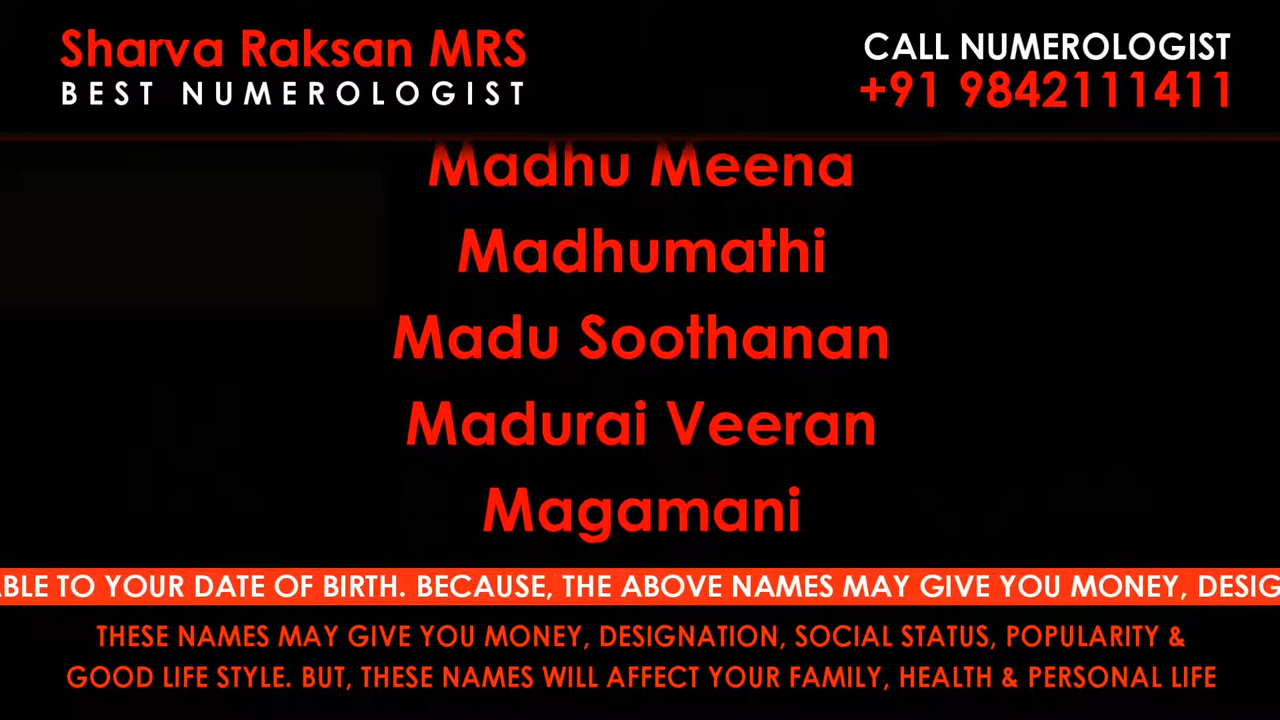 Sharva Raksan MRS
BEST NUMEROLOGIST
CALL NUMEROLOGIST
+91 9842111411
Madhu Meena
Madhumathi
Madu Soothanan
Madurai Veeran
Magamani
TO YOUR DATE OF BIRTH. BECAUSE, THE ABOVE NAMES MAY GIVE YOU MONEY,
THESE NAMES MAY GIVE YOU MONEY, DESIGNATION, SOCIAL STATUS, POPULARITY &
GOOD LIFE STYLE. BUT, THESE NAMES WILL AFFECT YOUR FAMILY, HEALTH & PERSONAL LIFE